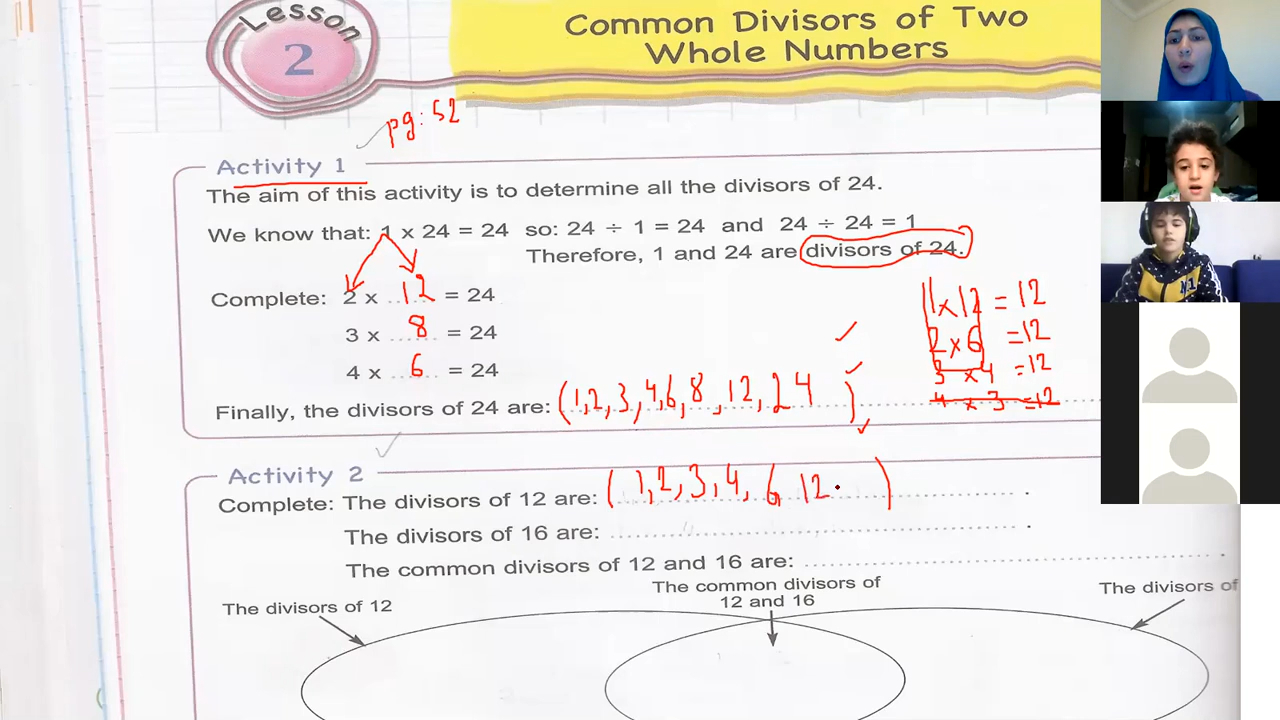 Lesson
2
Common Divisors of Two
Whole Numbers
pg: 52
Activity 1
The aim of this activity is to determine all the divisors of 24.
We know that: 1 x 24 = 24 so: 24 ÷ 1 = 24 and 24 ÷ 24 = 1
Therefore, 1 and 24 are divisors of 24.
Complete: 2 x 12 = 24
3 x 8 = 24
4 x 6 = 24
1 x 12 = 12
2 x 6 = 12
3 x 4 = 12
4 x 3 = 12
Finally, the divisors of 24 are: (1, 2, 3, 4, 6, 8, 12, 24)
Activity 2
Complete: The divisors of 12 are: (1, 2, 3, 4, 6, 12)
The divisors of 16 are:
The common divisors of 12 and 16 are:
The divisors of 12
The common divisors of
12 and 16
The divisors of